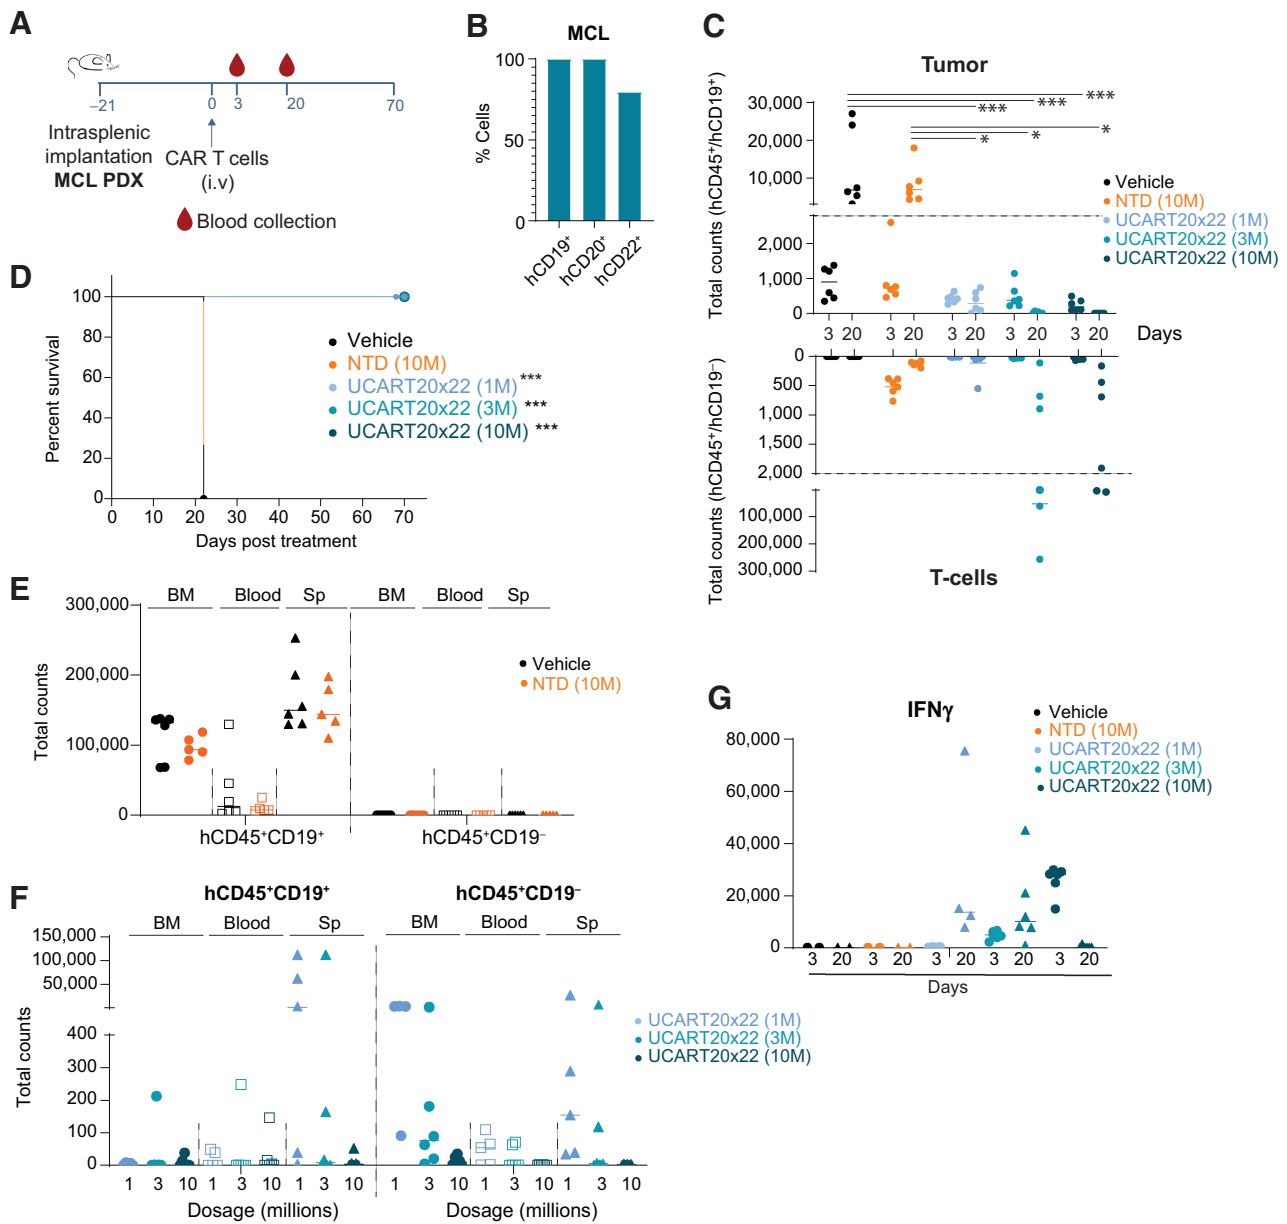 A
−21
0
3
20
70
Intrasplenic
implantation
MCL PDX
CAR T cells
(i.v)
Blood collection
B
MCL
% Cells
100
50
0
hCD19⁺
hCD20⁺
hCD22⁺
C
Tumor
Total counts (hCD45⁺/hCD19⁺)
30,000
20,000
10,000
2,000
1,000
0
***
***
***
*
*
*
Vehicle
NTD (10M)
UCART20x22 (1M)
UCART20x22 (3M)
UCART20x22 (10M)
3 20 3 20 3 20 3 20 3 20 Days
Total counts (hCD45⁺/hCD19⁻)
0
500
1,000
1,500
2,000
100,000
200,000
300,000
T-cells
D
Percent survival
100
80
60
40
20
0
0 10 20 30 40 50 60 70
Days post treatment
Vehicle
NTD (10M)
UCART20x22 (1M) ***
UCART20x22 (3M) ***
UCART20x22 (10M) ***
E
Total counts
300,000
200,000
100,000
0
BM Blood Sp BM Blood Sp
Vehicle
NTD (10M)
hCD45⁺CD19⁺ hCD45⁺CD19⁻
F
hCD45⁺CD19⁺ hCD45⁺CD19⁻
BM Blood Sp BM Blood Sp
Total counts
150,000
100,000
50,000
400
300
200
100
0
1 3 10 1 3 10 1 3 10 1 3 10 1 3 10 1 3 10
Dosage (millions) Dosage (millions)
UCART20x22 (1M)
UCART20x22 (3M)
UCART20x22 (10M)
G
IFNγ
Vehicle
NTD (10M)
UCART20x22 (1M)
UCART20x22 (3M)
UCART20x22 (10M)
80,000
60,000
40,000
20,000
0
3 20 3 20 3 20 3 20 3 20
Days